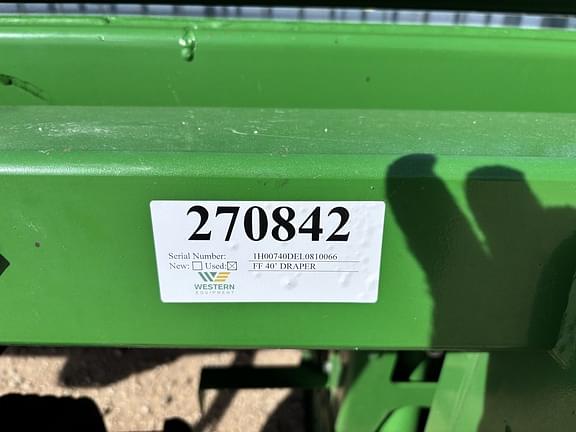 270842
Serial Number: 1H00740DEL0810066
New: ☐ Used: ☒ FF 40' DRAPER
WESTERN
EQUIPMENT